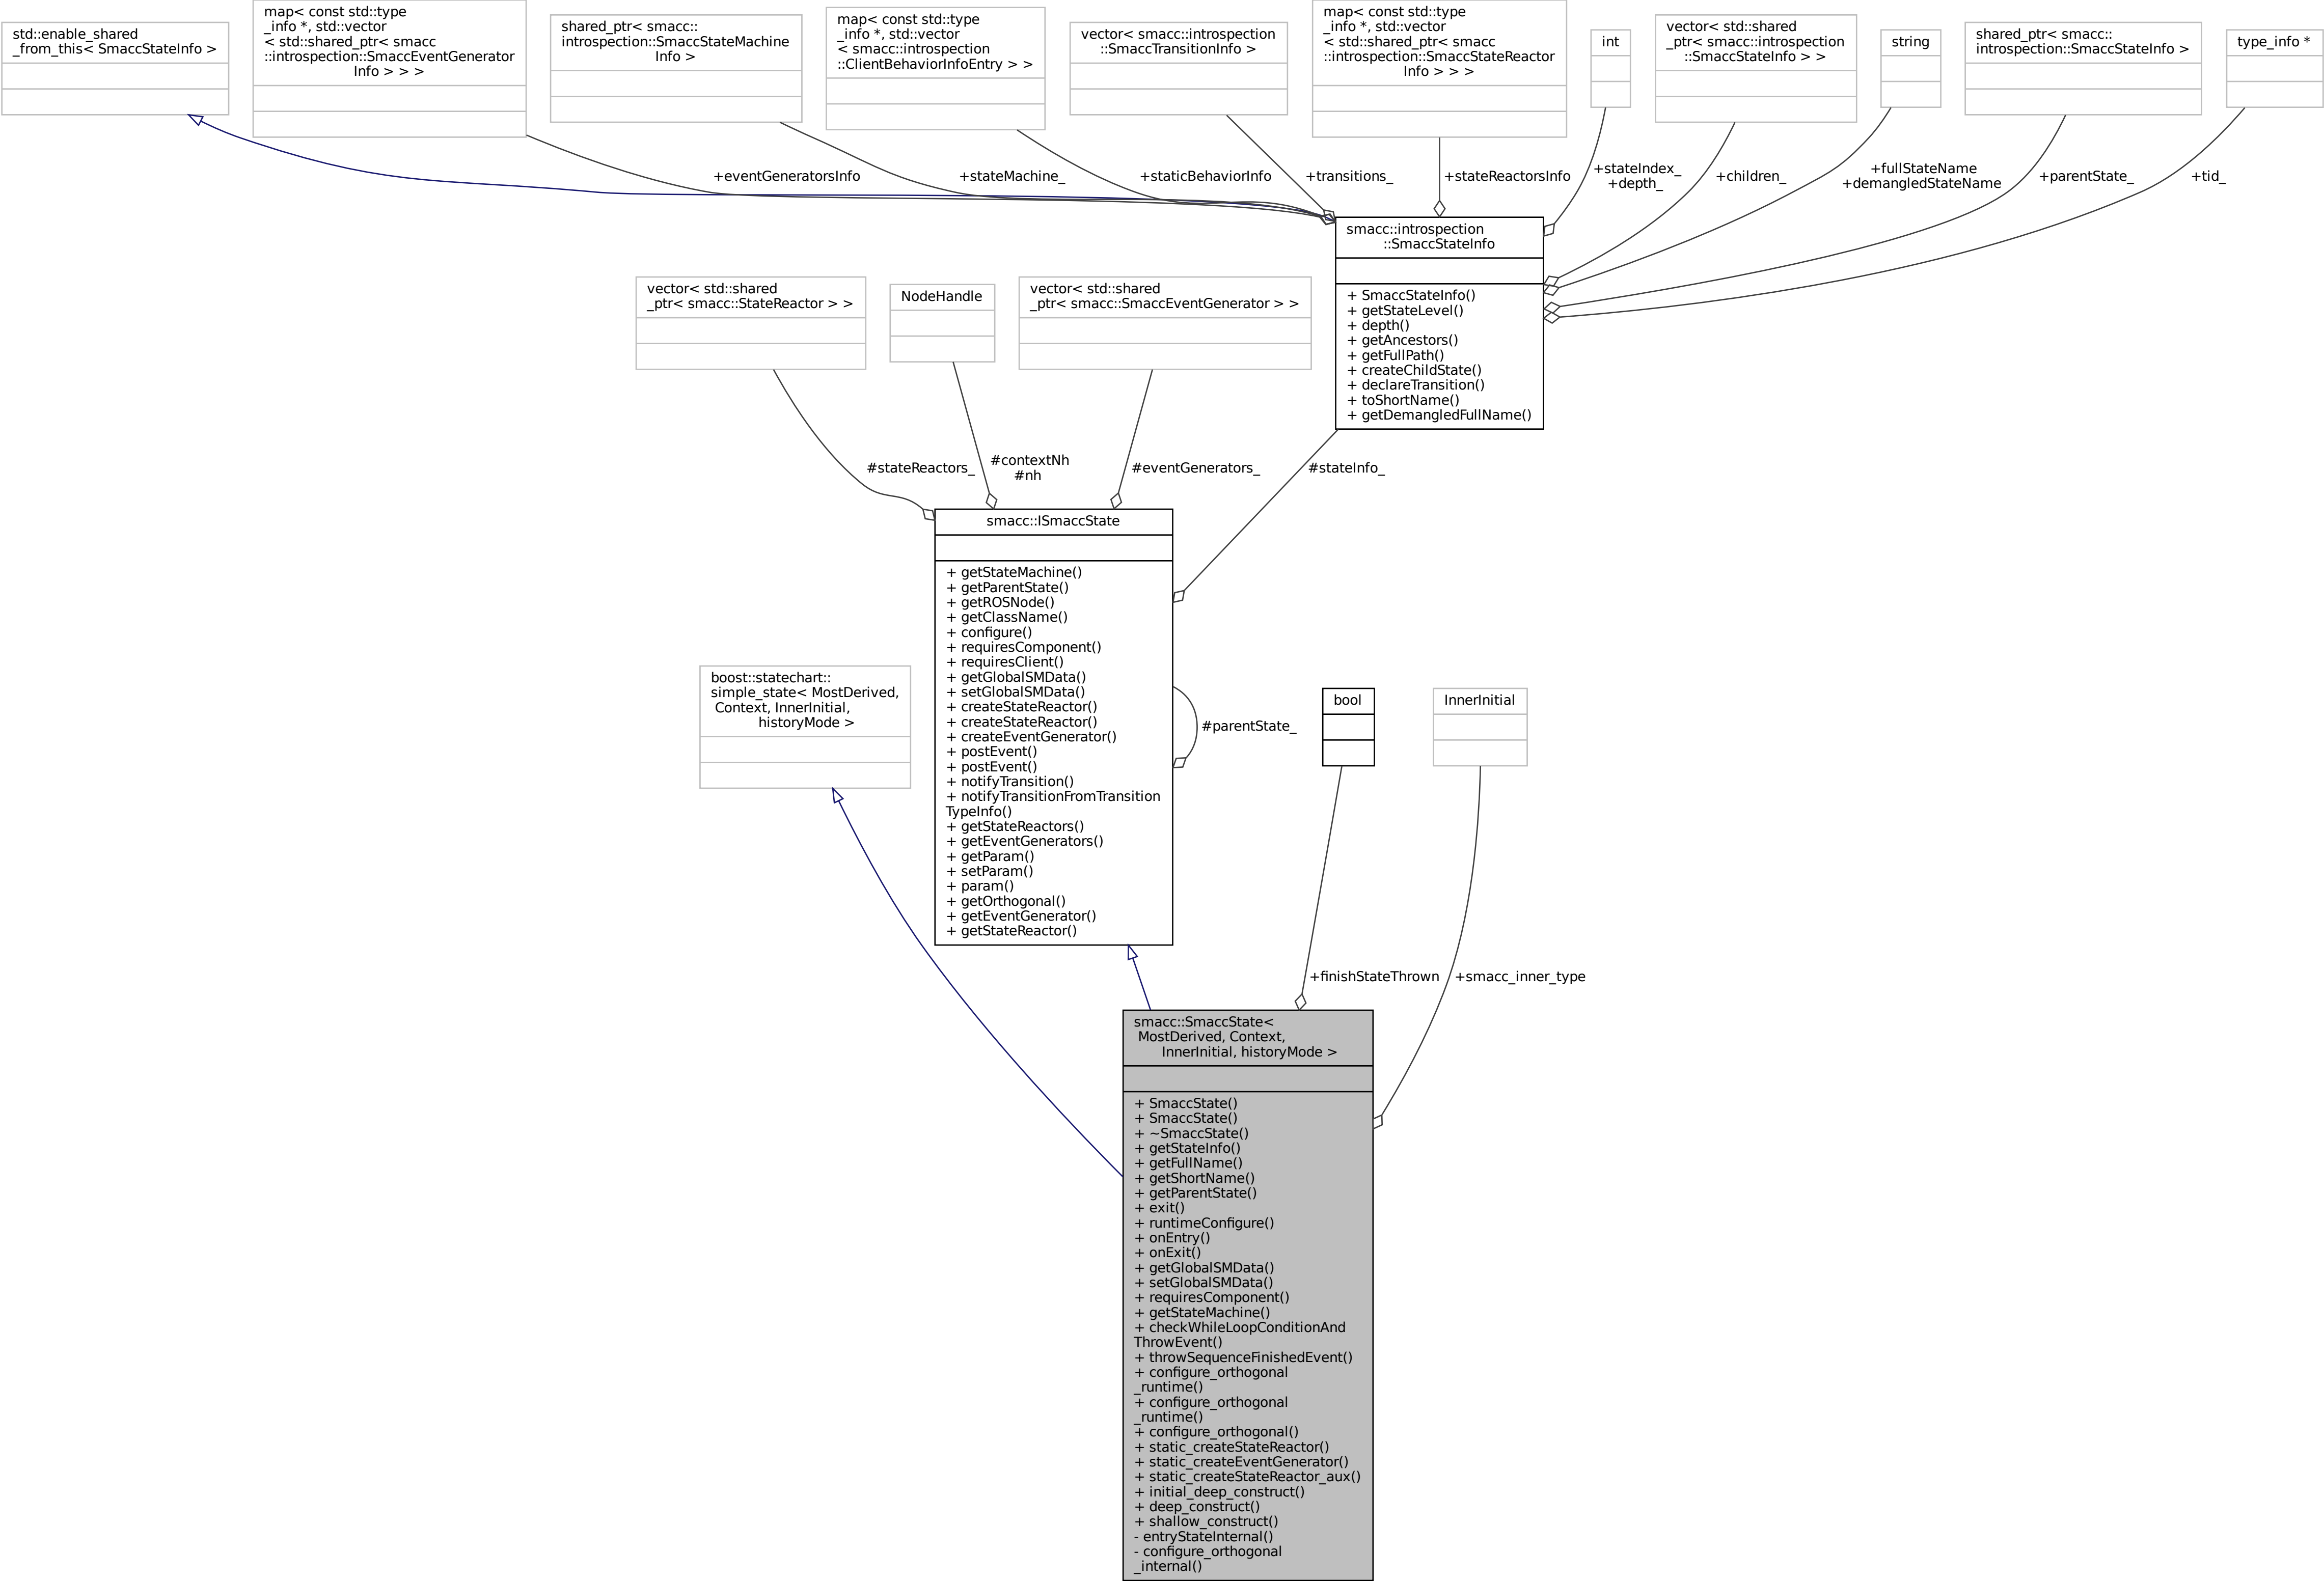 std::enable_shared
_from_this< SmaccStateInfo >
map< const std::type
_info *, std::vector
< std::shared_ptr< smacc
::introspection::SmaccEventGenerator
Info > > >
shared_ptr< smacc::
introspection::SmaccStateMachine
Info >
map< const std::type
_info *, std::vector
< smacc::introspection
::ClientBehaviorInfoEntry > >
vector< smacc::introspection
::SmaccTransitionInfo >
map< const std::type
_info *, std::vector
< std::shared_ptr< smacc
::introspection::SmaccStateReactor
Info > > >
int
vector< std::shared
_ptr< smacc::introspection
::SmaccStateInfo > >
string
shared_ptr< smacc::
introspection::SmaccStateInfo >
type_info *
+eventGeneratorsInfo
+stateMachine_
+staticBehaviorInfo
+transitions_
+stateReactorsInfo
+stateIndex_
+depth_
+children_
+fullStateName
+demangledStateName
+parentState_
+tid_
smacc::introspection
::SmaccStateInfo
+ SmaccStateInfo()
+ getStateLevel()
+ depth()
+ getAncestors()
+ getFullPath()
+ createChildState()
+ declareTransition()
+ toShortName()
+ getDemangledFullName()
vector< std::shared
_ptr< smacc::StateReactor > >
NodeHandle
vector< std::shared
_ptr< smacc::SmaccEventGenerator > >
#stateReactors_
#contextNh
#nh
#eventGenerators_
#stateInfo_
smacc::ISmaccState
+ getStateMachine()
+ getParentState()
+ getROSNode()
+ getClassName()
+ configure()
+ requiresComponent()
+ requiresClient()
+ getGlobalSMData()
+ setGlobalSMData()
+ createStateReactor()
+ createStateReactor()
+ createEventGenerator()
+ postEvent()
+ postEvent()
+ notifyTransition()
+ notifyTransitionFromTransition
TypeInfo()
+ getStateReactors()
+ getEventGenerators()
+ getParam()
+ setParam()
+ param()
+ getOrthogonal()
+ getEventGenerator()
+ getStateReactor()
#parentState_
boost::statechart::
simple_state< MostDerived,
Context, InnerInitial,
historyMode >
bool
InnerInitial
+finishStateThrown
+smacc_inner_type
smacc::SmaccState<
MostDerived, Context,
InnerInitial, historyMode >
+ SmaccState()
+ SmaccState()
+ ~SmaccState()
+ getStateInfo()
+ getFullName()
+ getShortName()
+ getParentState()
+ exit()
+ runtimeConfigure()
+ onEntry()
+ onExit()
+ getGlobalSMData()
+ setGlobalSMData()
+ requiresComponent()
+ getStateMachine()
+ checkWhileLoopConditionAnd
ThrowEvent()
+ throwSequenceFinishedEvent()
+ configure_orthogonal
_runtime()
+ configure_orthogonal
_runtime()
+ configure_orthogonal()
+ static_createStateReactor()
+ static_createEventGenerator()
+ static_createStateReactor_aux()
+ initial_deep_construct()
+ deep_construct()
+ shallow_construct()
- entryStateInternal()
- configure_orthogonal
_internal()